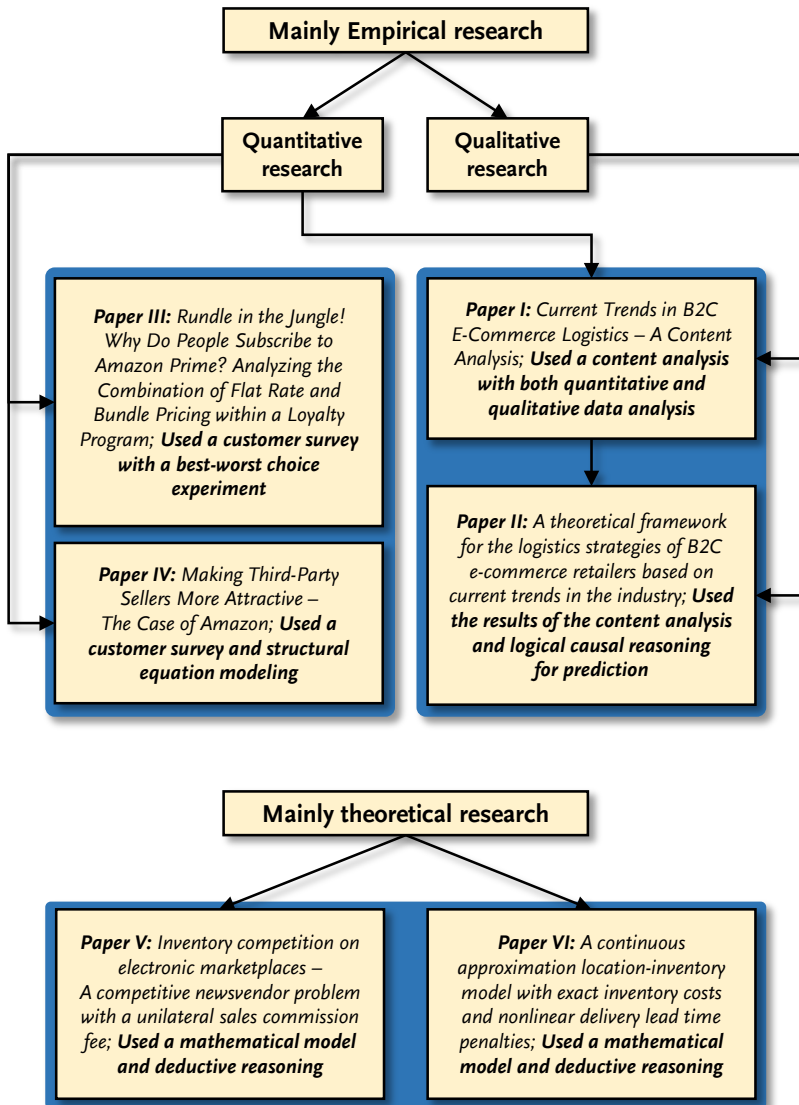 Mainly Empirical research
Quantitative
research
Qualitative
research
Paper III: Rundle in the Jungle!
Why Do People Subscribe to
Amazon Prime? Analyzing the
Combination of Flat Rate and
Bundle Pricing within a Loyalty
Program; Used a customer survey
with a best-worst choice
experiment
Paper IV: Making Third-Party
Sellers More Attractive –
The Case of Amazon; Used a
customer survey and structural
equation modeling
Paper I: Current Trends in B2C
E-Commerce Logistics – A Content
Analysis; Used a content analysis
with both quantitative and
qualitative data analysis
Paper II: A theoretical framework
for the logistics strategies of B2C
e-commerce retailers based on
current trends in the industry; Used
the results of the content analysis
and logical causal reasoning
for prediction
Mainly theoretical research
Paper V: Inventory competition on
electronic marketplaces –
A competitive newsvendor problem
with a unilateral sales commission
fee; Used a mathematical model
and deductive reasoning
Paper VI: A continuous
approximation location-inventory
model with exact inventory costs
and nonlinear delivery lead time
penalties; Used a mathematical
model and deductive reasoning